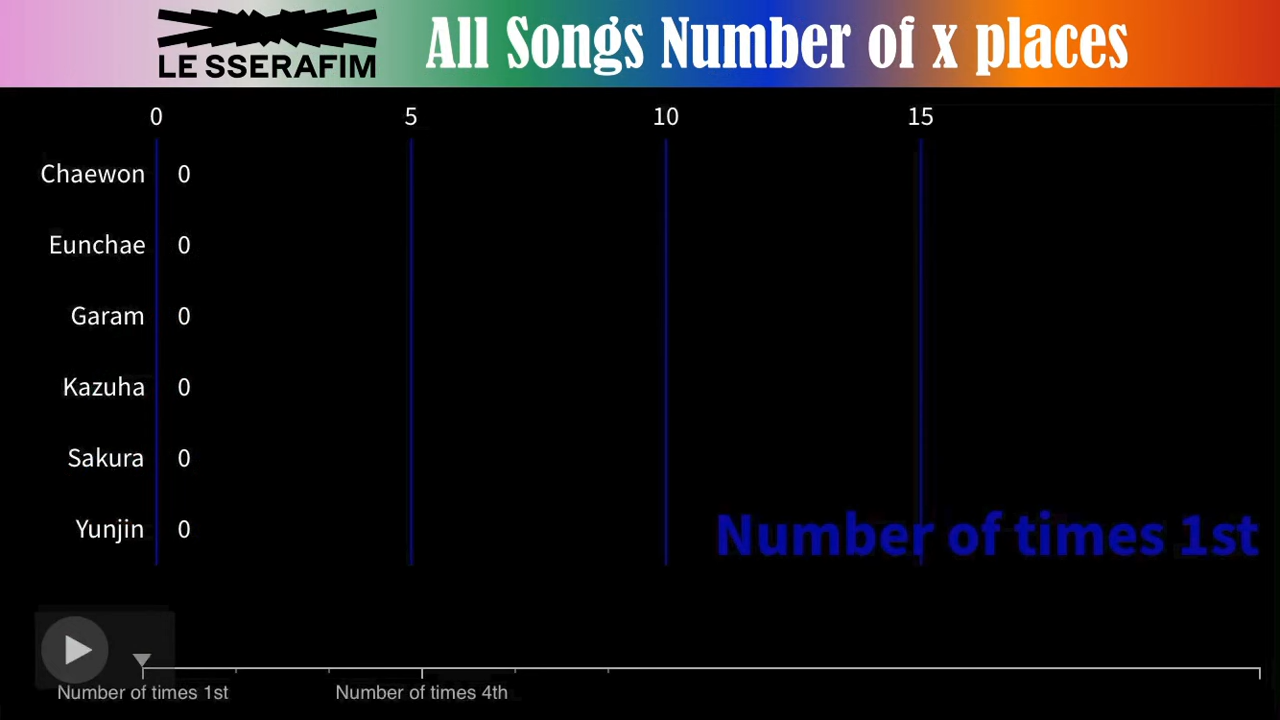 LE SSERAFIM
All Songs Number of x places
0 5 10 15
Chaewon 0
Eunchae 0
Garam 0
Kazuha 0
Sakura 0
Yunjin 0
Number of times 1st
Number of times 1st Number of times 4th